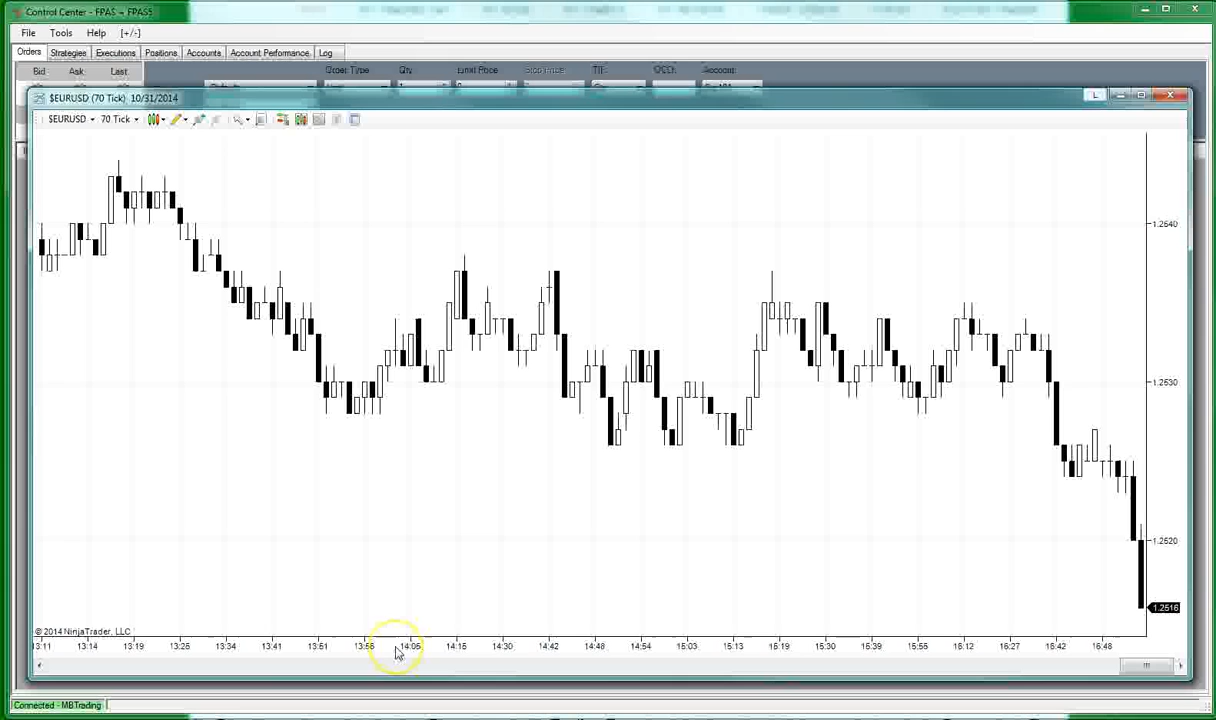 Control Center - FPAS - FPAS5
File Tools Help [+/-]
Orders Strategies Executions Positions Accounts Account Performance Log
Bid Ask Last Order Type Qty Limit Price Stop Price TIF OCO Account
$EURUSD (70 Tick) 10/31/2014 L
$EURUSD 70 Tick
1.2540
1.2530
1.2520
1.2516
© 2014 NinjaTrader, LLC
13:11 13:14 13:19 13:26 13:34 13:41 13:51 13:56 14:05 14:15 14:30 14:42 14:48 14:54 15:03 15:13 15:19 15:30 15:39 15:55 16:12 16:27 16:42 16:48
Connected - MBTrading